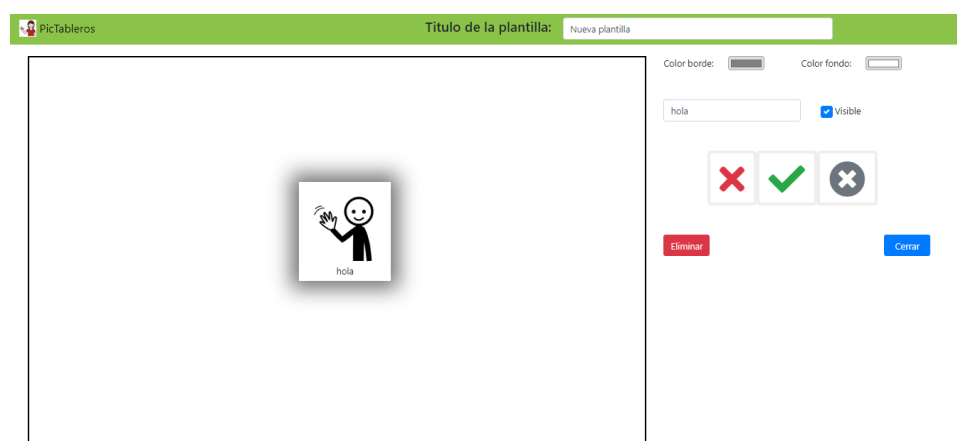 PicTableros
Titulo de la plantilla:
Nueva plantilla
Color borde:
Color fondo:
hola
Visible
hola
Eliminar
Cerrar